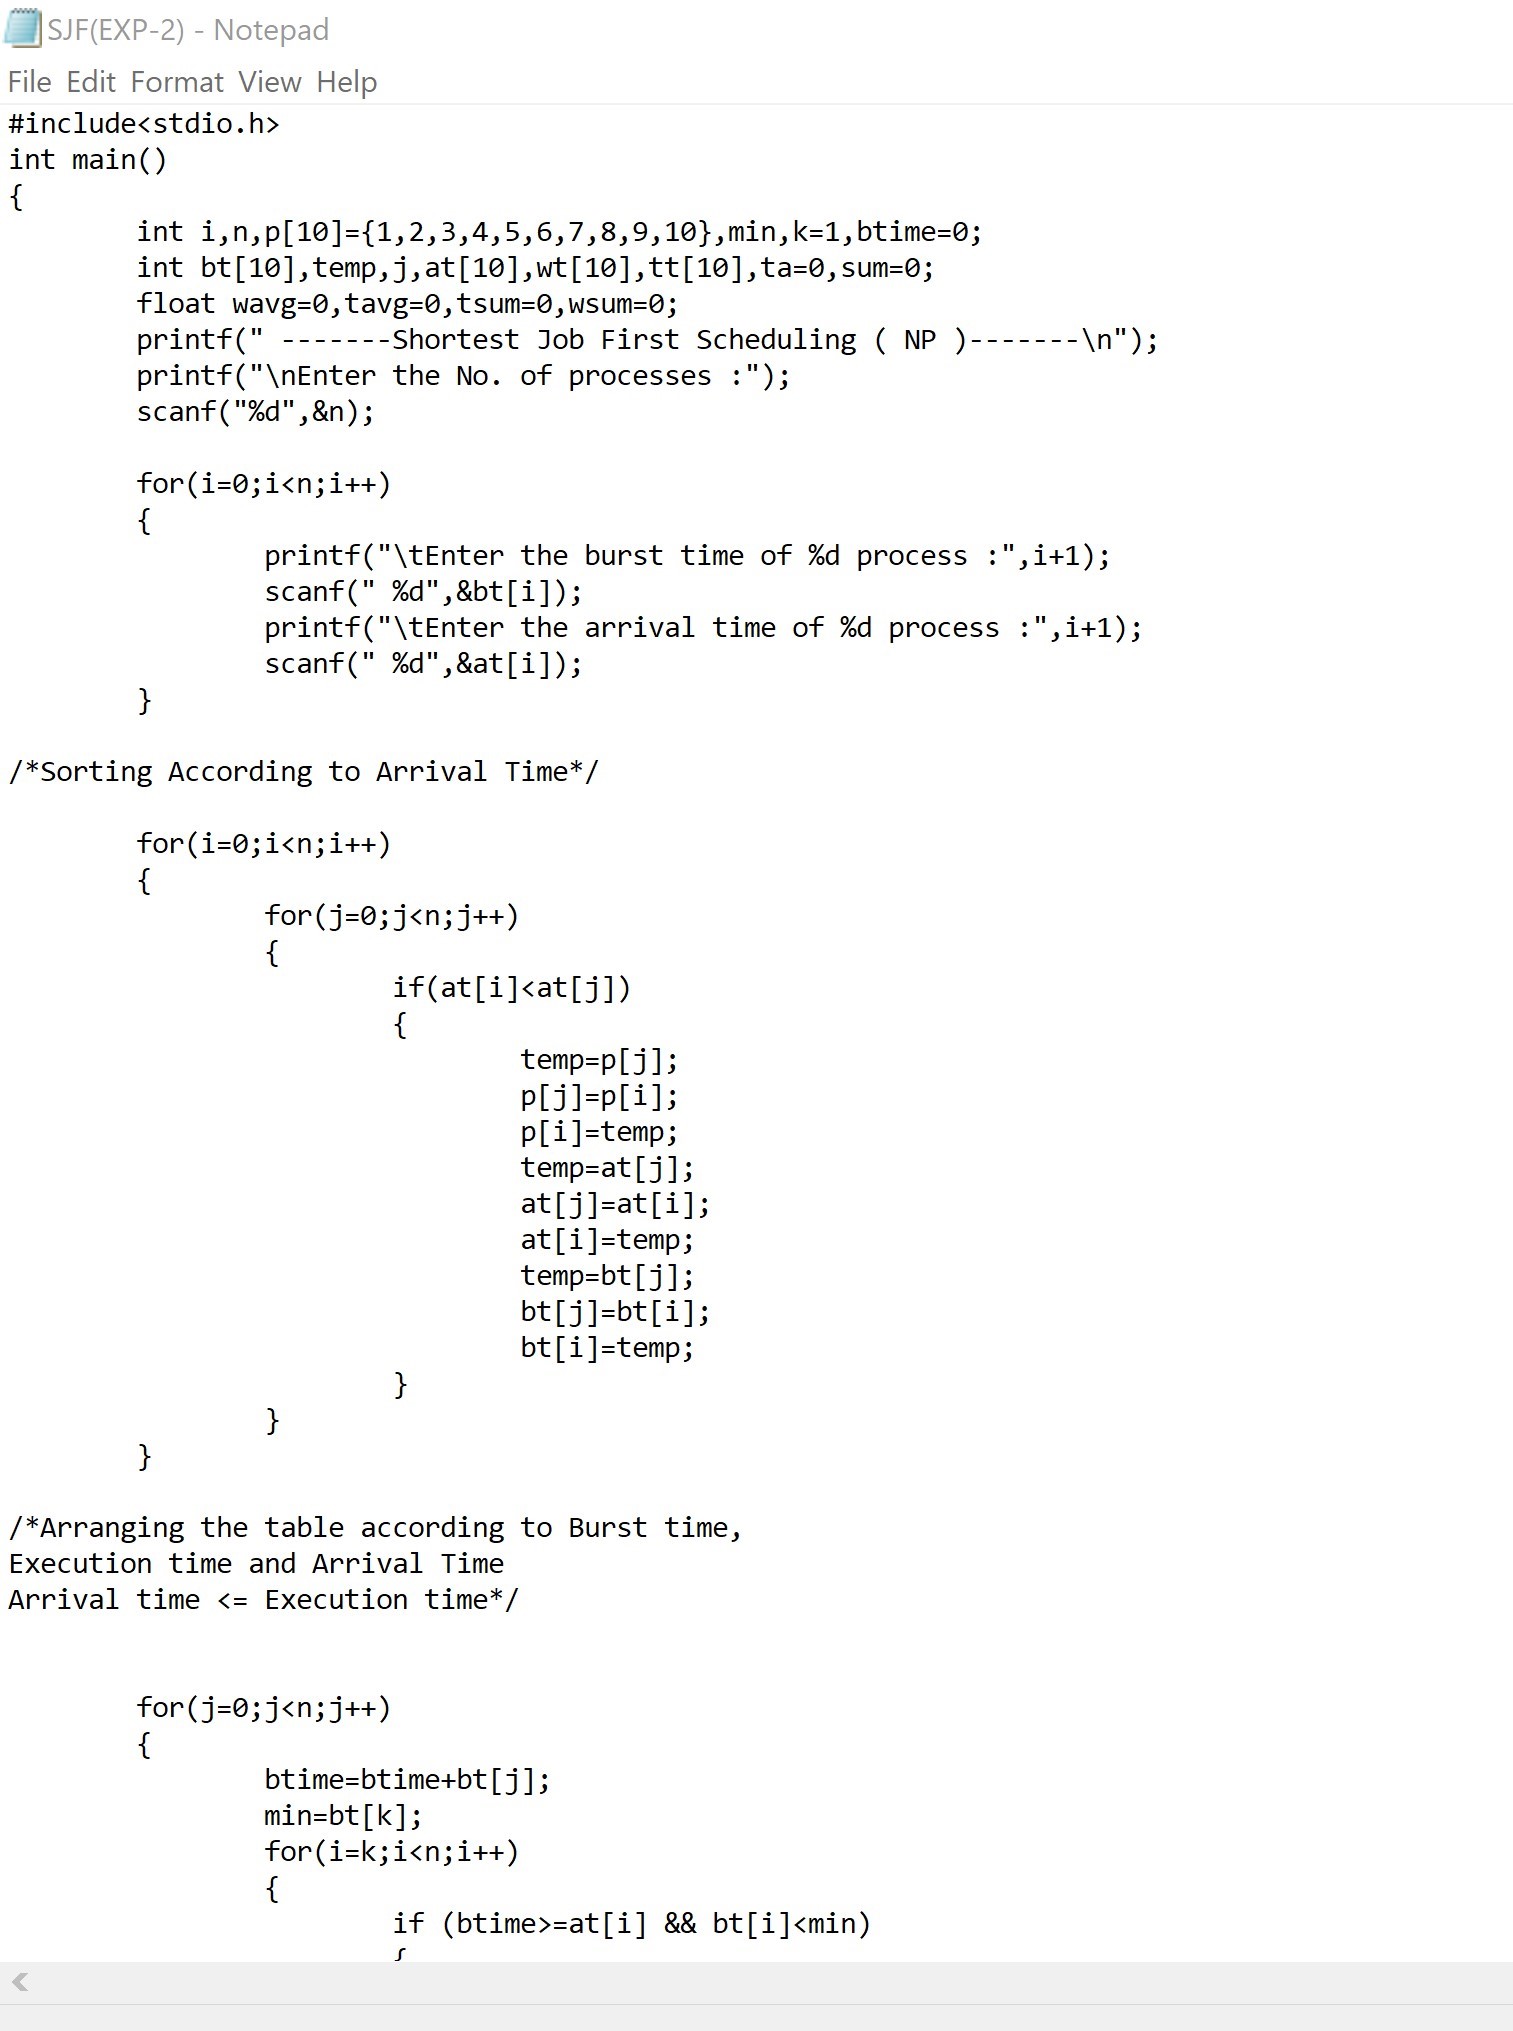 SJF(EXP-2) - Notepad
File Edit Format View Help
#include<stdio.h>
int main()
{
        int i,n,p[10]={1,2,3,4,5,6,7,8,9,10},min,k=1,btime=0;
        int bt[10],temp,j,at[10],wt[10],tt[10],ta=0,sum=0;
        float wavg=0,tavg=0,tsum=0,wsum=0;
        printf(" -------Shortest Job First Scheduling ( NP )-------\n");
        printf("\nEnter the No. of processes :");
        scanf("%d",&n);

        for(i=0;i<n;i++)
        {
                printf("\tEnter the burst time of %d process :",i+1);
                scanf(" %d",&bt[i]);
                printf("\tEnter the arrival time of %d process :",i+1);
                scanf(" %d",&at[i]);
        }

/*Sorting According to Arrival Time*/

        for(i=0;i<n;i++)
        {
                for(j=0;j<n;j++)
                {
                        if(at[i]<at[j])
                        {
                                temp=p[j];
                                p[j]=p[i];
                                p[i]=temp;
                                temp=at[j];
                                at[j]=at[i];
                                at[i]=temp;
                                temp=bt[j];
                                bt[j]=bt[i];
                                bt[i]=temp;
                        }
                }
        }

/*Arranging the table according to Burst time,
Execution time and Arrival Time
Arrival time <= Execution time*/

        for(j=0;j<n;j++)
        {
                btime=btime+bt[j];
                min=bt[k];
                for(i=k;i<n;i++)
                {
                        if (btime>=at[i] && bt[i]<min)
                        {